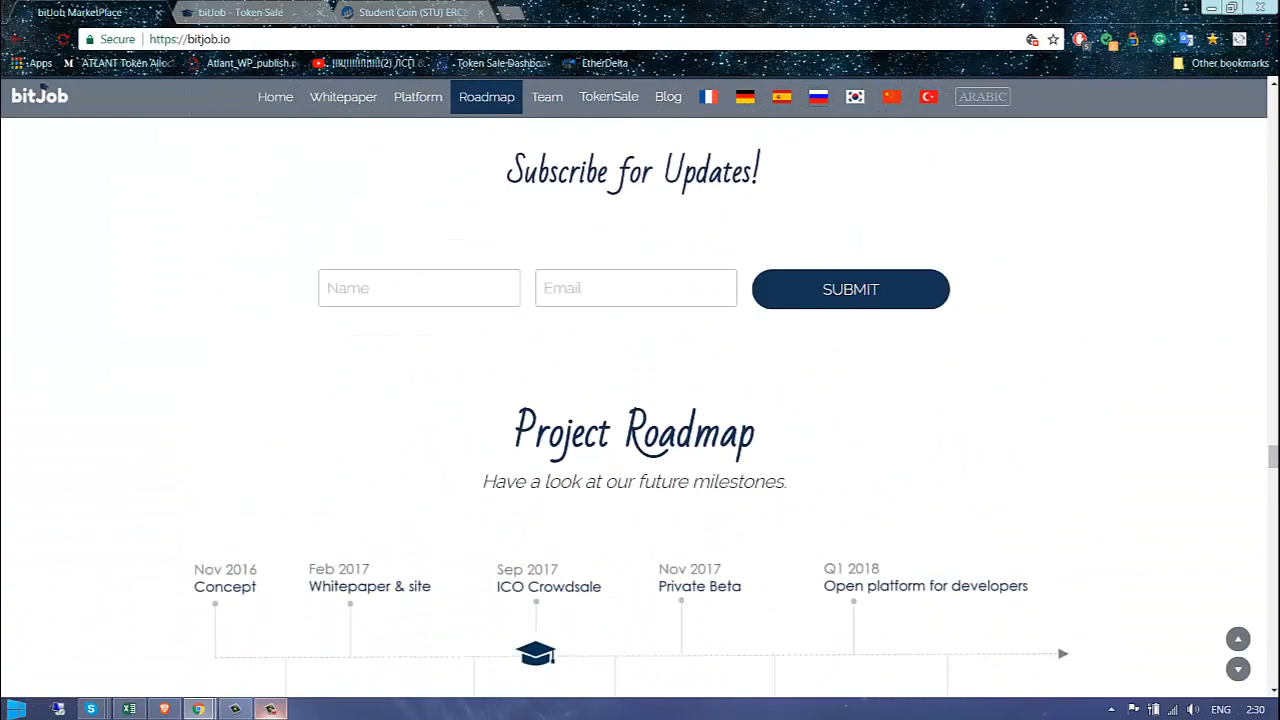 bitJob MarketPlace
bitJob - Token Sale
Student Coin (STU) ERC
Secure https://bitjob.io
Apps
ATLANT Token Alloc
Atlant_WP_publish.p
Token Sale Dashboa
EtherDelta
Other bookmarks
bitJob
Home Whitepaper Platform Roadmap Team TokenSale Blog ARABIC
Subscribe for Updates!
Name Email SUBMIT
Project Roadmap
Have a look at our future milestones.
Nov 2016
Concept
Feb 2017
Whitepaper & site
Sep 2017
ICO Crowdsale
Nov 2017
Private Beta
Q1 2018
Open platform for developers
ENG 2:30